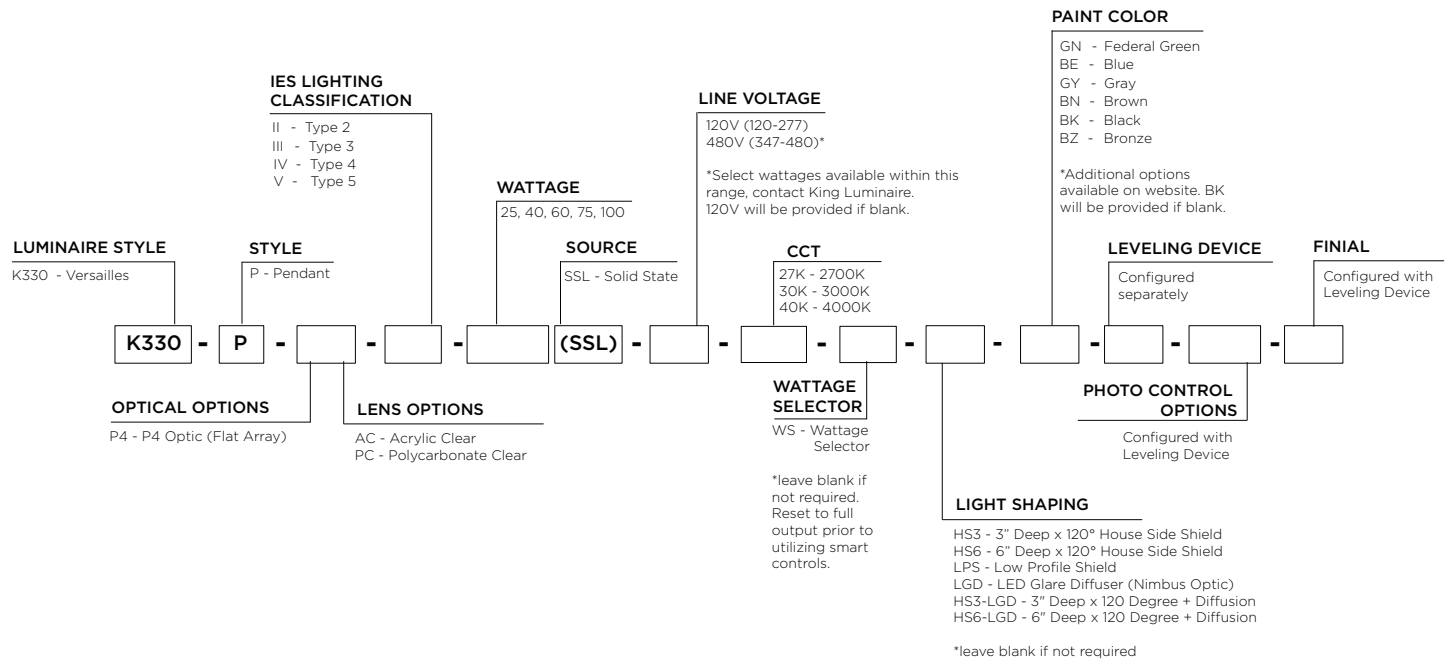 PAINT COLOR
GN - Federal Green
BE - Blue
GY - Gray
BN - Brown
BK - Black
BZ - Bronze
*Additional options
available on website. BK
will be provided if blank.
IES LIGHTING
CLASSIFICATION
II - Type 2
III - Type 3
IV - Type 4
V - Type 5
LINE VOLTAGE
120V (120-277)
480V (347-480)*
*Select wattages available within this
range, contact King Luminaire.
120V will be provided if blank.
WATTAGE
25, 40, 60, 75, 100
LUMINAIRE STYLE
K330 - Versailles
STYLE
P - Pendant
SOURCE
SSL - Solid State
CCT
27K - 2700K
30K - 3000K
40K - 4000K
LEVELING DEVICE
Configured
separately
FINIAL
Configured with
Leveling Device
K330 - P - - - (SSL) - - - - - - - -
OPTICAL OPTIONS
P4 - P4 Optic (Flat Array)
LENS OPTIONS
AC - Acrylic Clear
PC - Polycarbonate Clear
WATTAGE
SELECTOR
WS - Wattage
Selector
*leave blank if
not required.
Reset to full
output prior to
utilizing smart
controls.
PHOTO CONTROL
OPTIONS
Configured with
Leveling Device
LIGHT SHAPING
HS3 - 3” Deep x 120° House Side Shield
HS6 - 6” Deep x 120° House Side Shield
LPS - Low Profile Shield
LGD - LED Glare Diffuser (Nimbus Optic)
HS3-LGD - 3" Deep x 120 Degree + Diffusion
HS6-LGD - 6" Deep x 120 Degree + Diffusion
*leave blank if not required